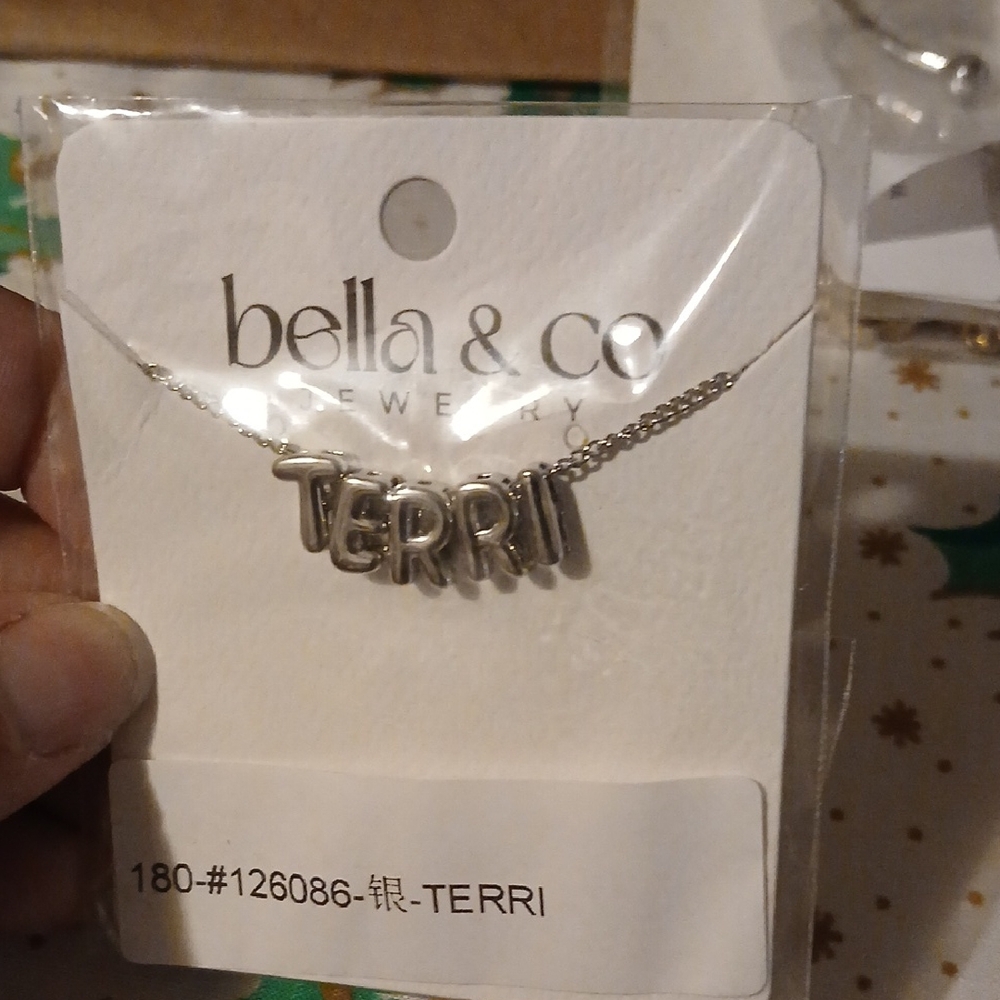 bella & co
JEWELRY
TERRI
180-#126086-银-TERRI